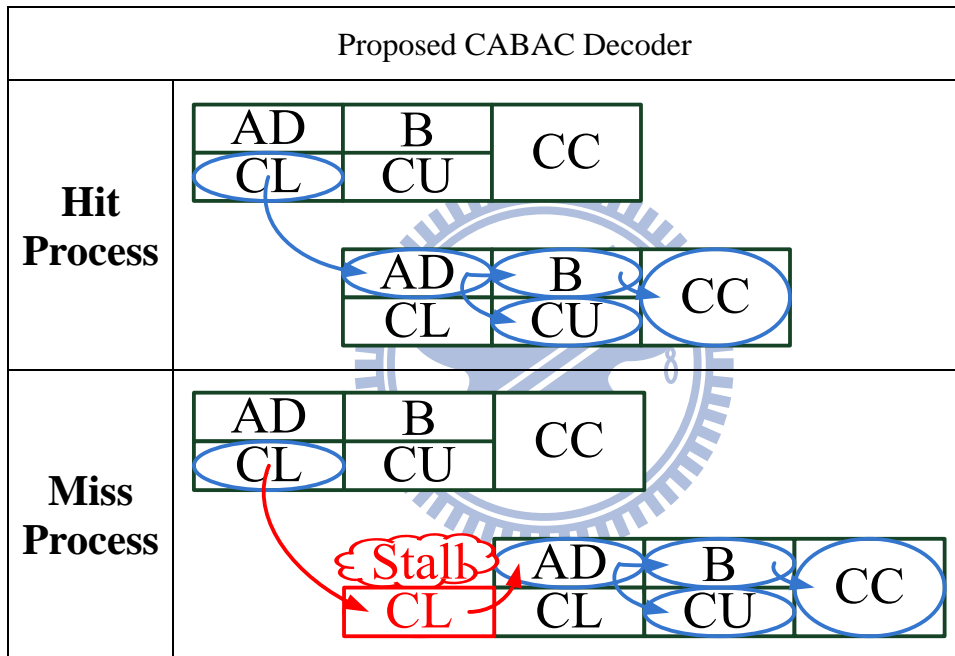 Proposed CABAC Decoder
Hit
Process
AD B CC
CL CU
AD B CC
CL CU
Miss
Process
AD B CC
CL CU
Stall AD B CC
CL CL CU
8